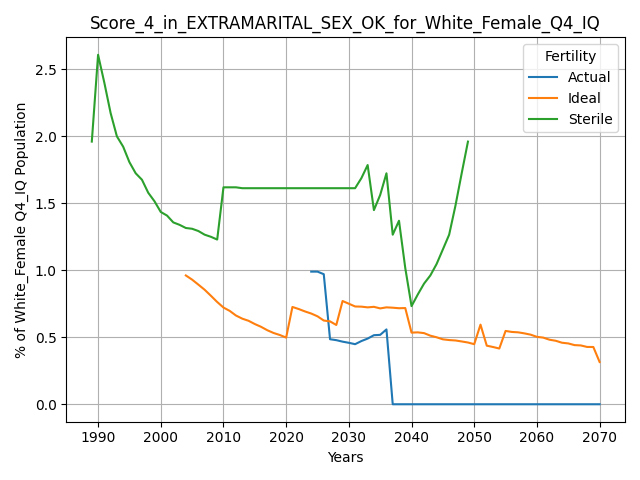 Score_4_in_EXTRAMARITAL_SEX_OK_for_White_Female_Q4_IQ
Fertility
Actual
Ideal
Sterile
% of White_Female Q4_IQ Population
2.5
2.0
1.5
1.0
0.5
0.0
1990 2000 2010 2020 2030 2040 2050 2060 2070
Years